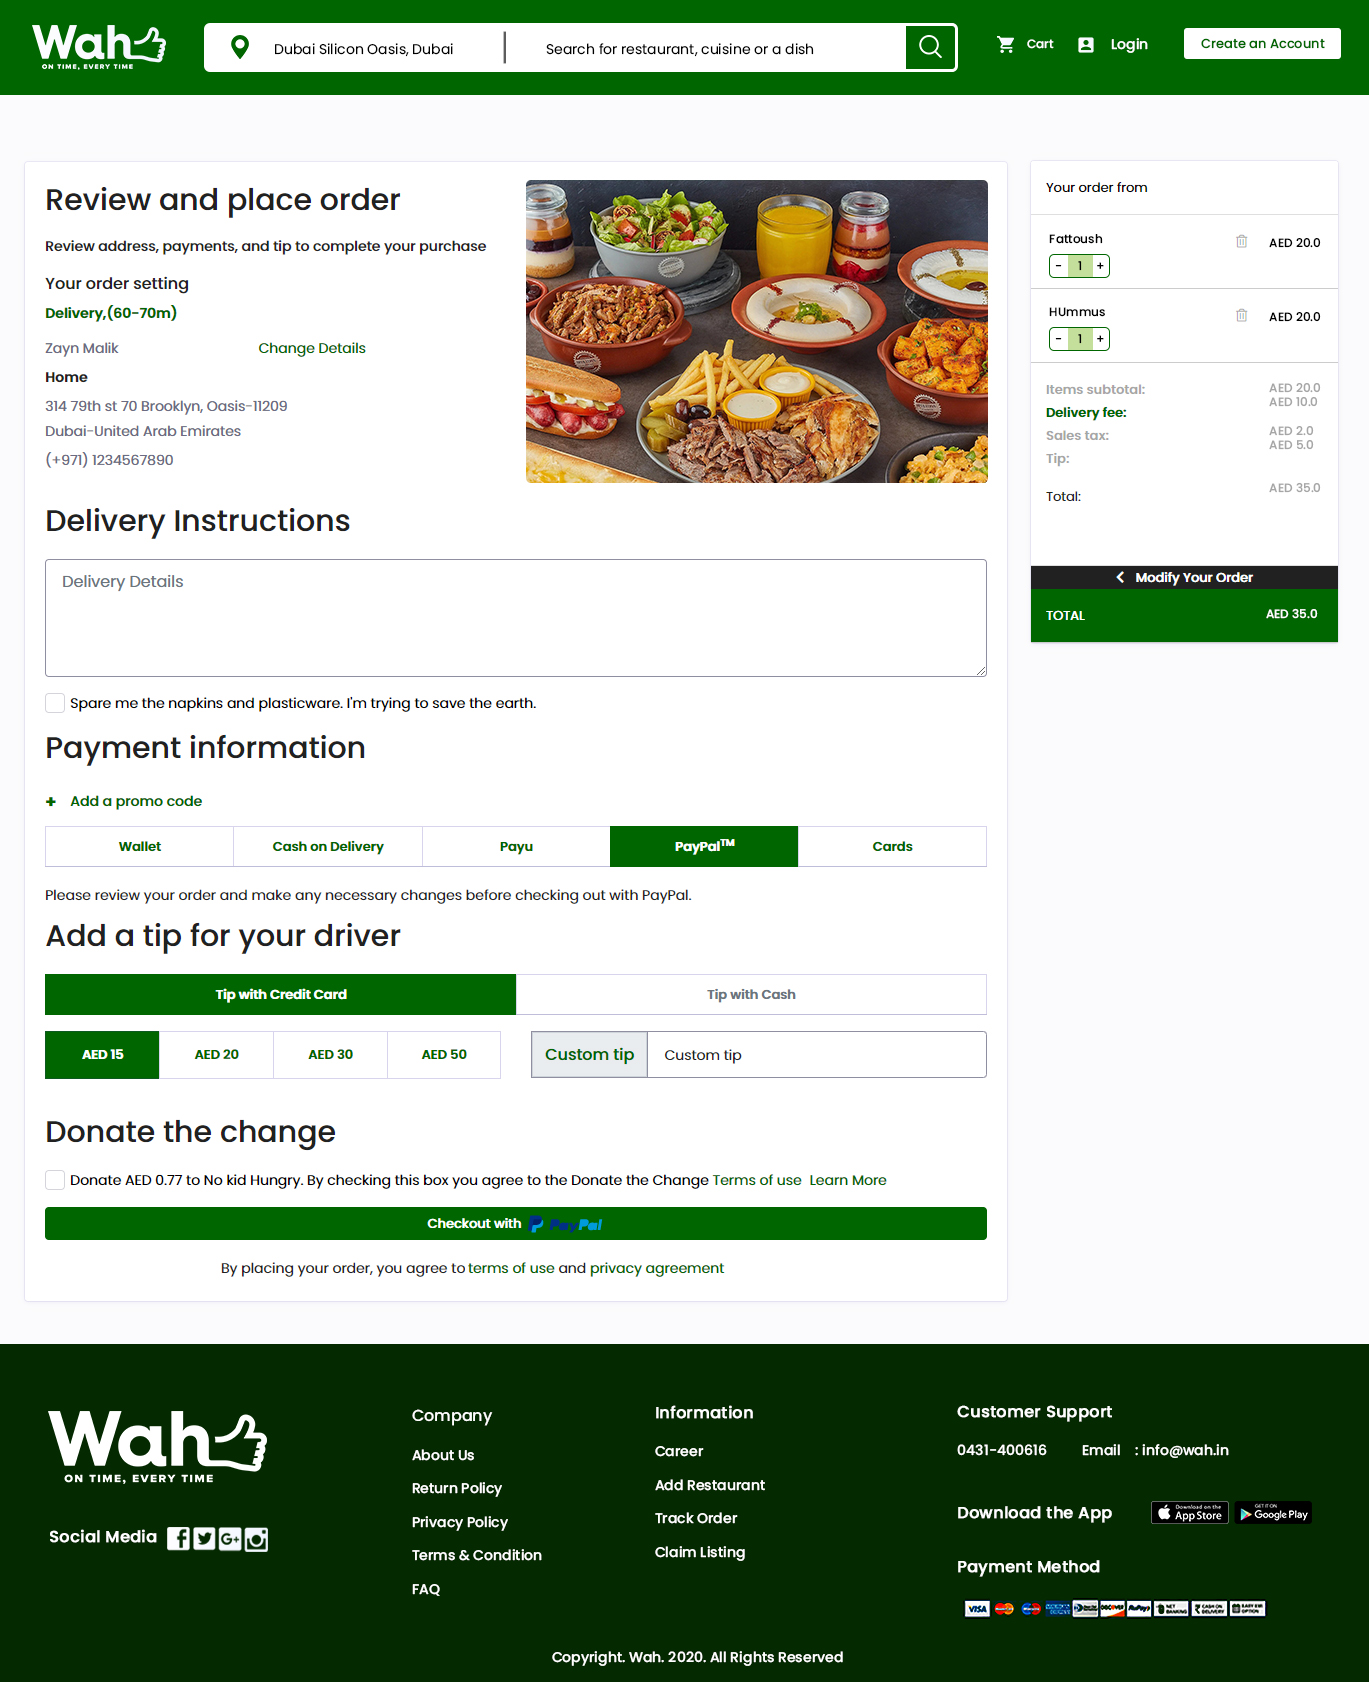 Wah
ON TIME, EVERY TIME
Dubai Silicon Oasis, Dubai
Search for restaurant, cuisine or a dish
Cart
Login
Create an Account
Review and place order
Review address, payments, and tip to complete your purchase
Your order setting
Delivery,(60-70m)
Zayn Malik Change Details
Home
314 79th st 70 Brooklyn, Oasis-11209
Dubai-United Arab Emirates
(+971) 1234567890
Delivery Instructions
Delivery Details
Spare me the napkins and plasticware. I'm trying to save the earth.
Payment information
+ Add a promo code
Wallet Cash on Delivery Payu PayPal™ Cards
Please review your order and make any necessary changes before checking out with PayPal.
Add a tip for your driver
Tip with Credit Card Tip with Cash
AED 15 AED 20 AED 30 AED 50 Custom tip Custom tip
Donate the change
Donate AED 0.77 to No kid Hungry. By checking this box you agree to the Donate the Change Terms of use Learn More
Checkout with PayPal
By placing your order, you agree to terms of use and privacy agreement
Your order from
Fattoush AED 20.0
- 1 +
HUmmus AED 20.0
- 1 +
Items subtotal: AED 20.0
AED 10.0
Delivery fee:
Sales tax: AED 2.0
AED 5.0
Tip:
Total: AED 35.0
Modify Your Order
TOTAL AED 35.0
Wah
ON TIME, EVERY TIME
Social Media
Company
About Us
Return Policy
Privacy Policy
Terms & Condition
FAQ
Information
Career
Add Restaurant
Track Order
Claim Listing
Customer Support
0431-400616 Email : info@wah.in
Download the App
Download on the
App Store
GET IT ON
Google Play
Payment Method
VISA
DISCOVER
RuPay
NET BANKING
CASH ON DELIVERY
EASY EMI OPTION
Copyright. Wah. 2020. All Rights Reserved